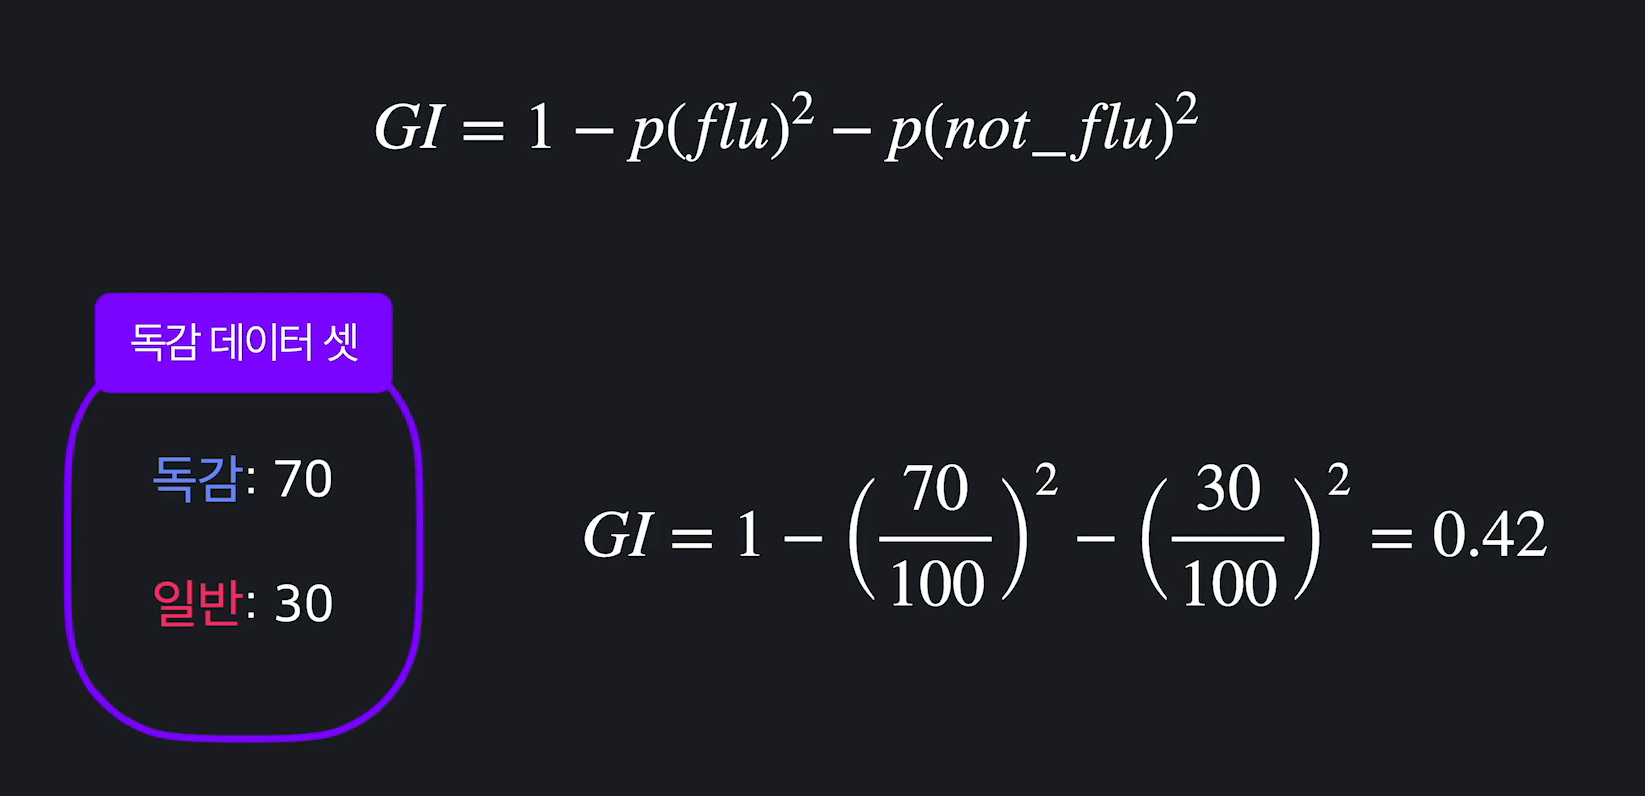 GI = 1 − p(flu)² − p(not_flu)²
독감 데이터 셋
독감: 70
일반: 30
GI = 1 − (70/100)² − (30/100)² = 0.42